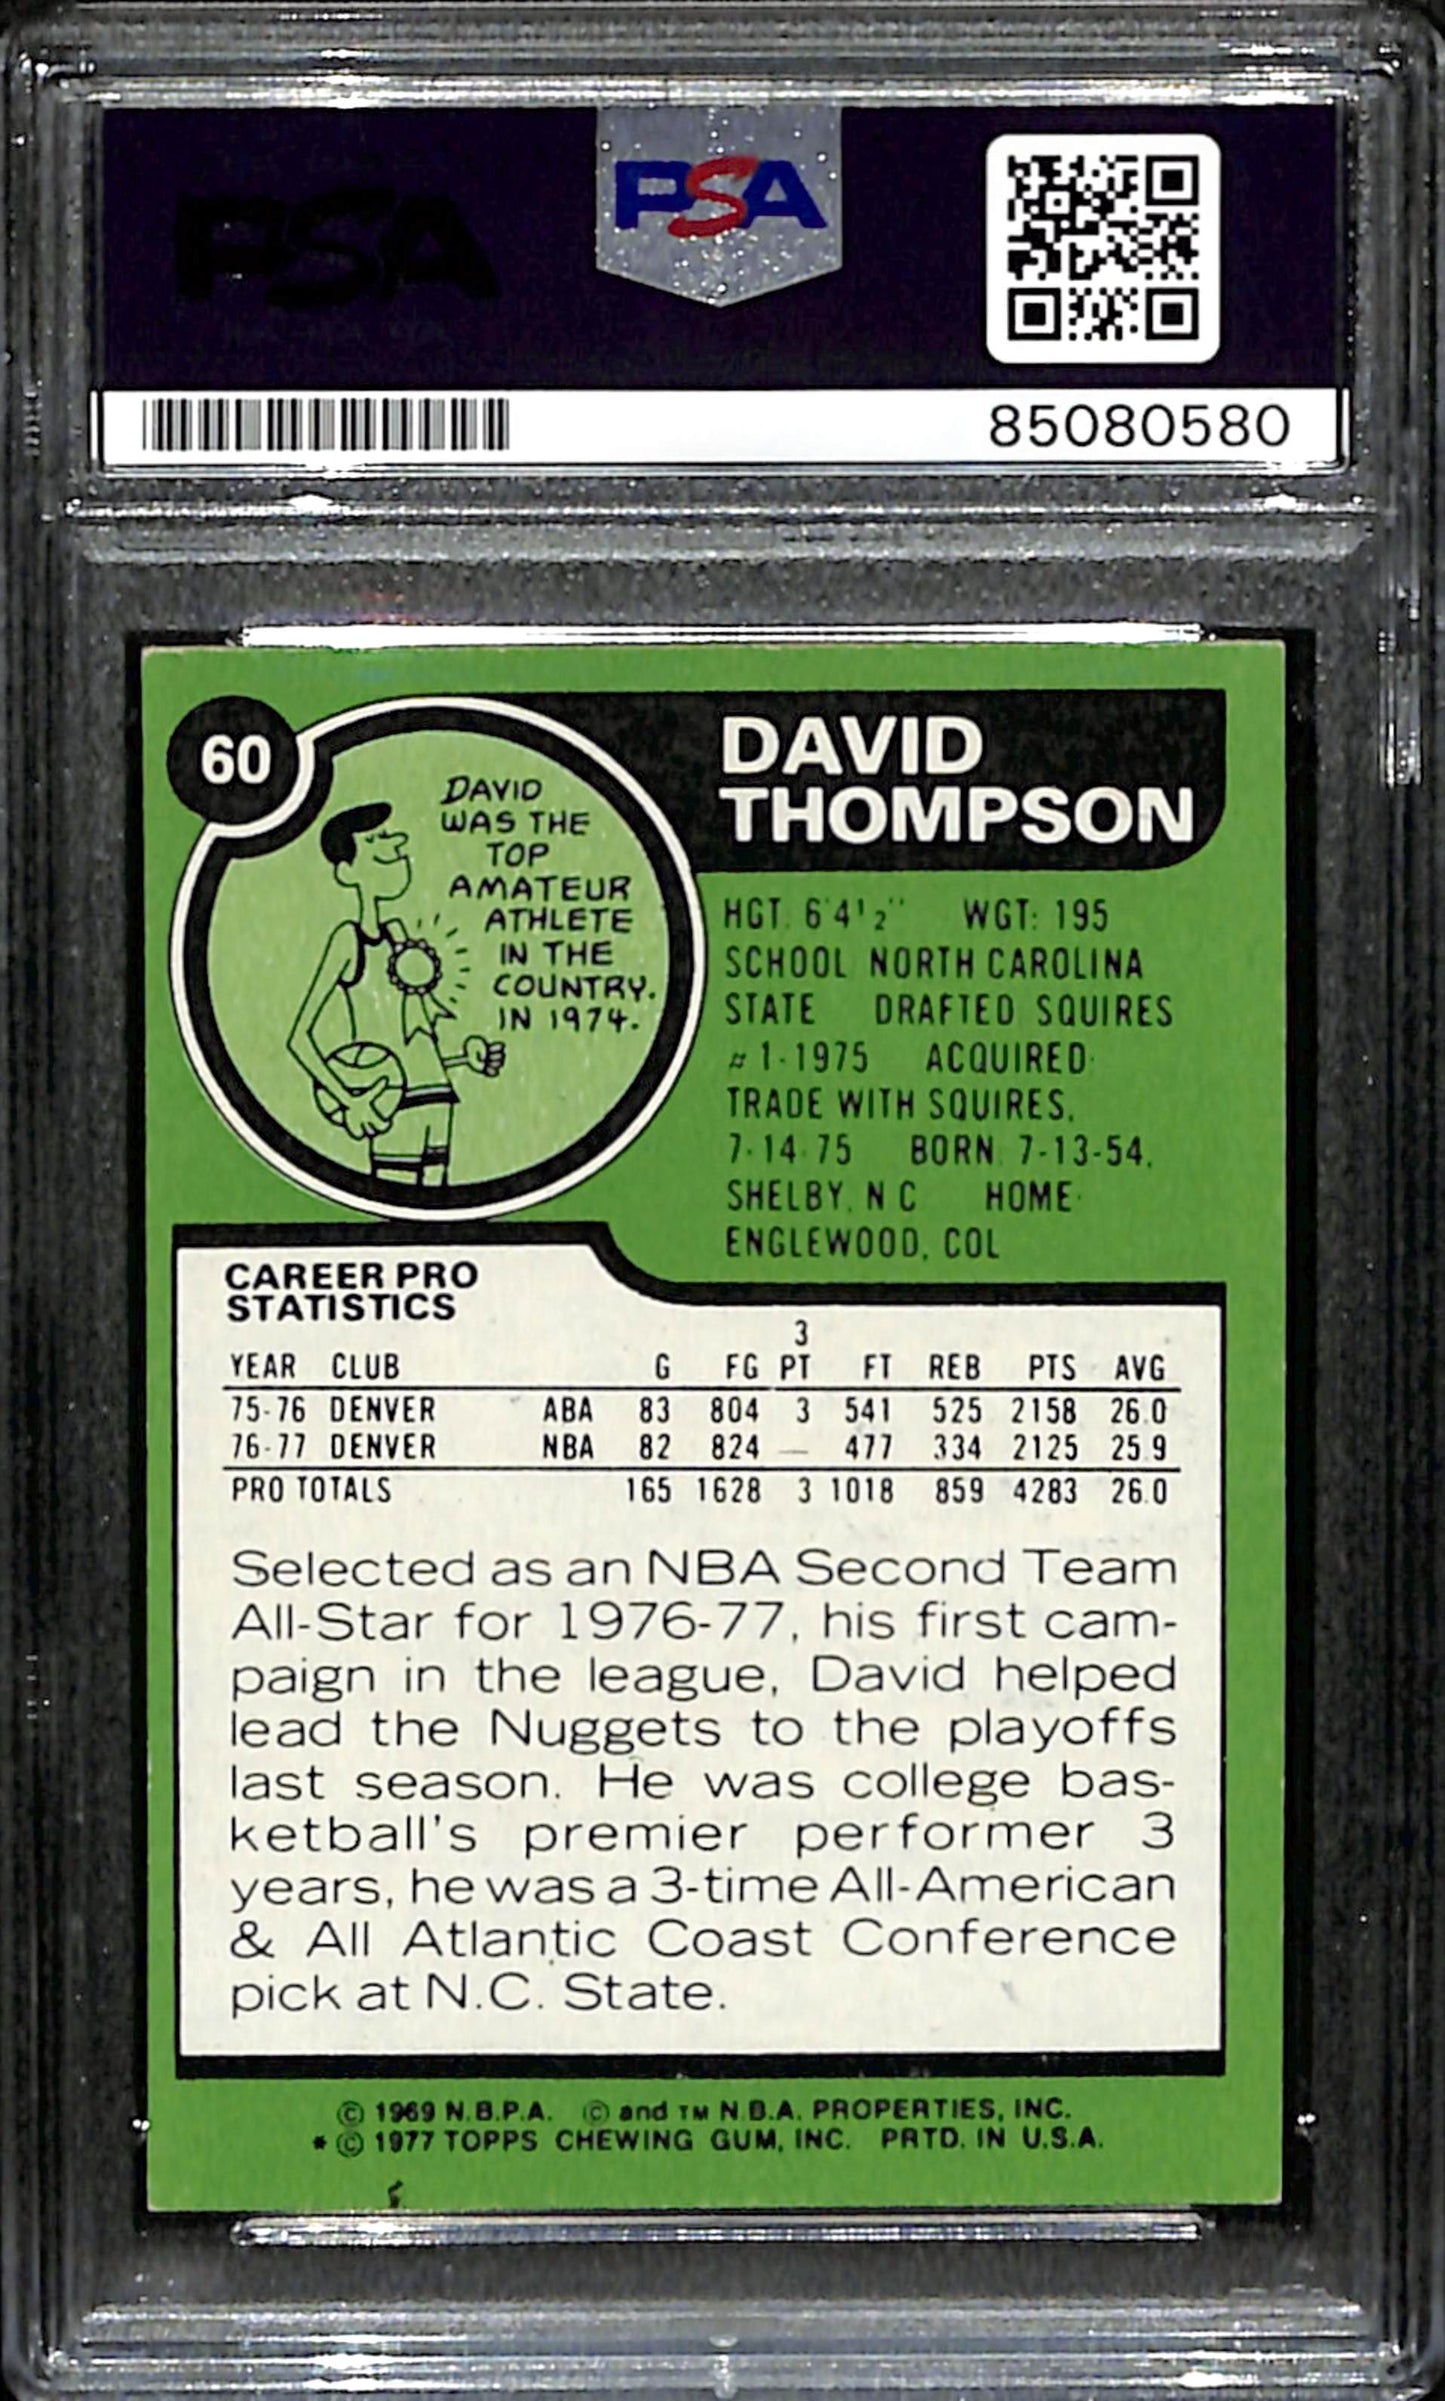 PSA
PSA
85080580
60
DAVID
THOMPSON
DAVID
WAS THE
TOP
AMATEUR
ATHLETE
IN THE
COUNTRY.
IN 1974.
HGT. 6'4 1/2" WGT: 195
SCHOOL NORTH CAROLINA
STATE DRAFTED SQUIRES
#1-1975 ACQUIRED
TRADE WITH SQUIRES,
7-14-75 BORN 7-13-54,
SHELBY, N C HOME
ENGLEWOOD, COL
CAREER PRO
STATISTICS
3
YEAR CLUB G FG PT FT REB PTS AVG
75-76 DENVER ABA 83 804 3 541 525 2158 26.0
76-77 DENVER NBA 82 824 — 477 334 2125 25.9
PRO TOTALS 165 1628 3 1018 859 4283 26.0
Selected as an NBA Second Team
All-Star for 1976-77, his first cam-
paign in the league, David helped
lead the Nuggets to the playoffs
last season. He was college bas-
ketball's premier performer 3
years, he was a 3-time All-American
& All Atlantic Coast Conference
pick at N.C. State.
© 1969 N.B.P.A. © and TM N.B.A. PROPERTIES, INC.
* © 1977 TOPPS CHEWING GUM, INC. PRTD. IN U.S.A.